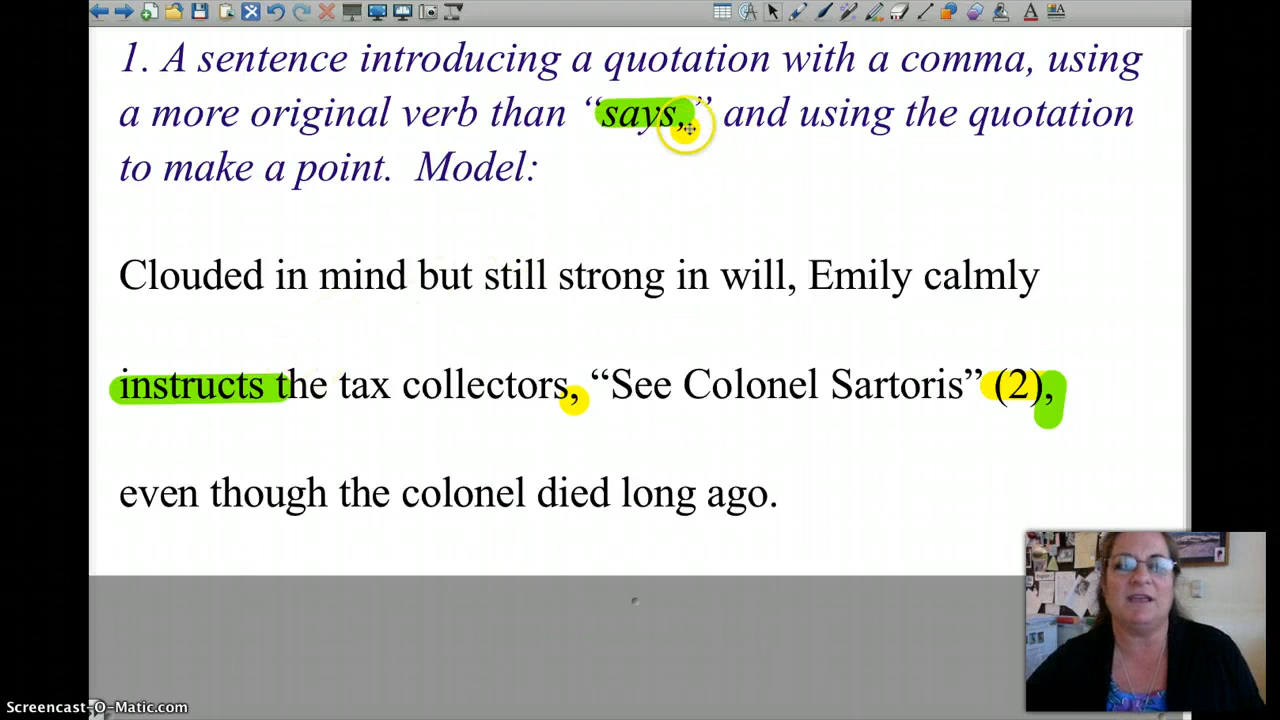 1. A sentence introducing a quotation with a comma, using
a more original verb than “says,” and using the quotation
to make a point. Model:
Clouded in mind but still strong in will, Emily calmly
instructs the tax collectors, “See Colonel Sartoris” (2),
even though the colonel died long ago.
Screencast-O-Matic.com